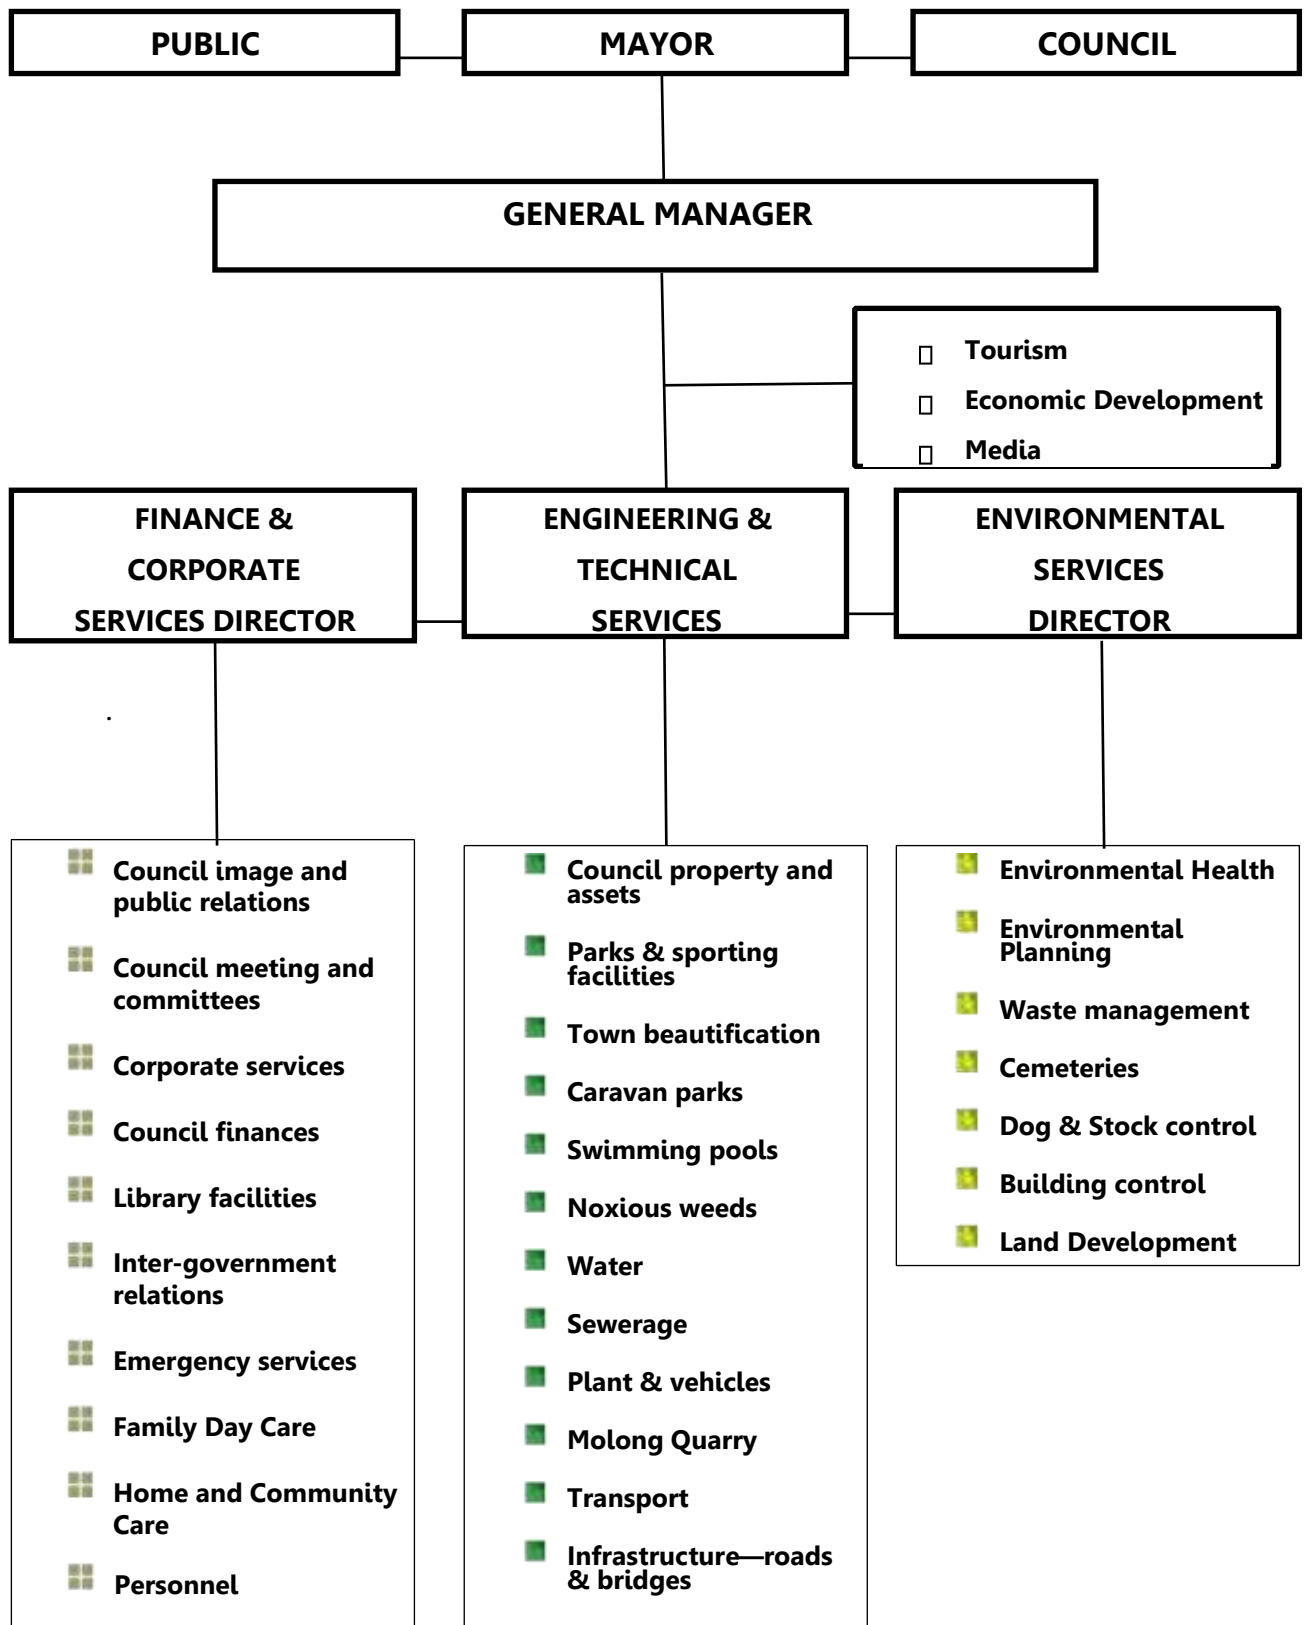 PUBLIC
MAYOR
COUNCIL
GENERAL MANAGER
Tourism
Economic Development
Media
FINANCE &
CORPORATE
SERVICES DIRECTOR
ENGINEERING &
TECHNICAL
SERVICES
ENVIRONMENTAL
SERVICES
DIRECTOR
.
Council image and
public relations
Council meeting and
committees
Corporate services
Council finances
Library facilities
Inter-government
relations
Emergency services
Family Day Care
Home and Community
Care
Personnel
Council property and
assets
Parks & sporting
facilities
Town beautification
Caravan parks
Swimming pools
Noxious weeds
Water
Sewerage
Plant & vehicles
Molong Quarry
Transport
Infrastructure—roads
& bridges
Environmental Health
Environmental
Planning
Waste management
Cemeteries
Dog & Stock control
Building control
Land Development